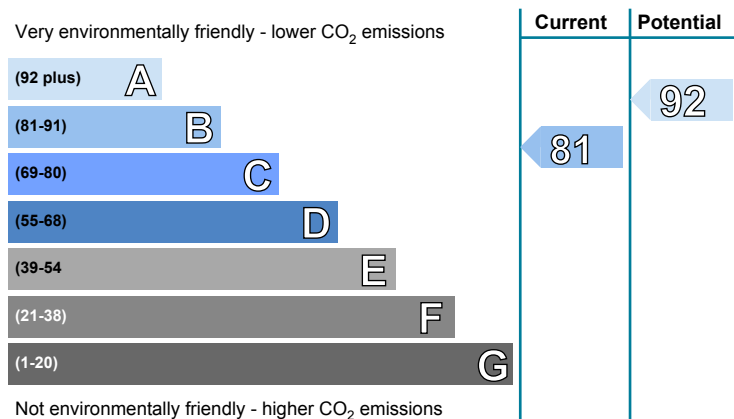 Current Potential
Very environmentally friendly - lower CO2 emissions
(92 plus) A
92
(81-91) B
81
(69-80) C
(55-68) D
(39-54 E
(21-38) F
(1-20) G
Not environmentally friendly - higher CO2 emissions